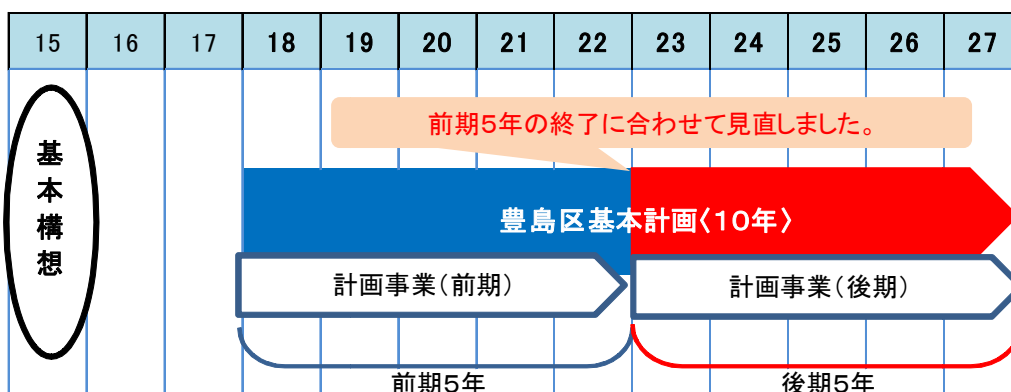 15 16 17 18 19 20 21 22 23 24 25 26 27
前期5年の終了に合わせて見直しました。
基本構想
豊島区基本計画〈10年〉
計画事業(前期) 計画事業(後期)
前期5年 後期5年